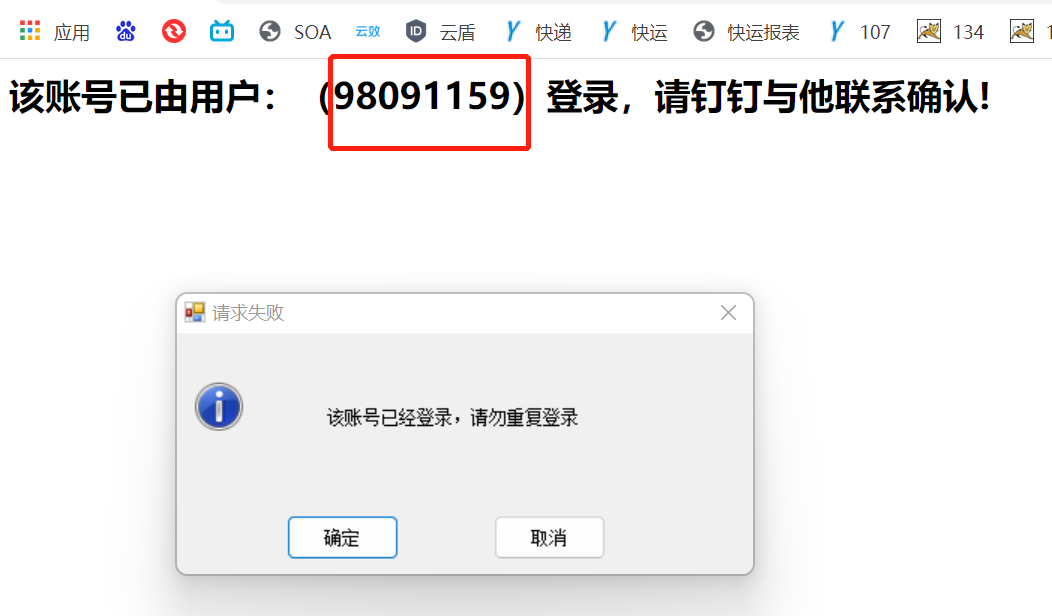 应用 du SOA 云效 ID 云盾 快递 快运 快运报表 107 134 1
该账号已由用户：（98091159）登录，请钉钉与他联系确认！
请求失败
该账号已经登录，请勿重复登录
确定 取消